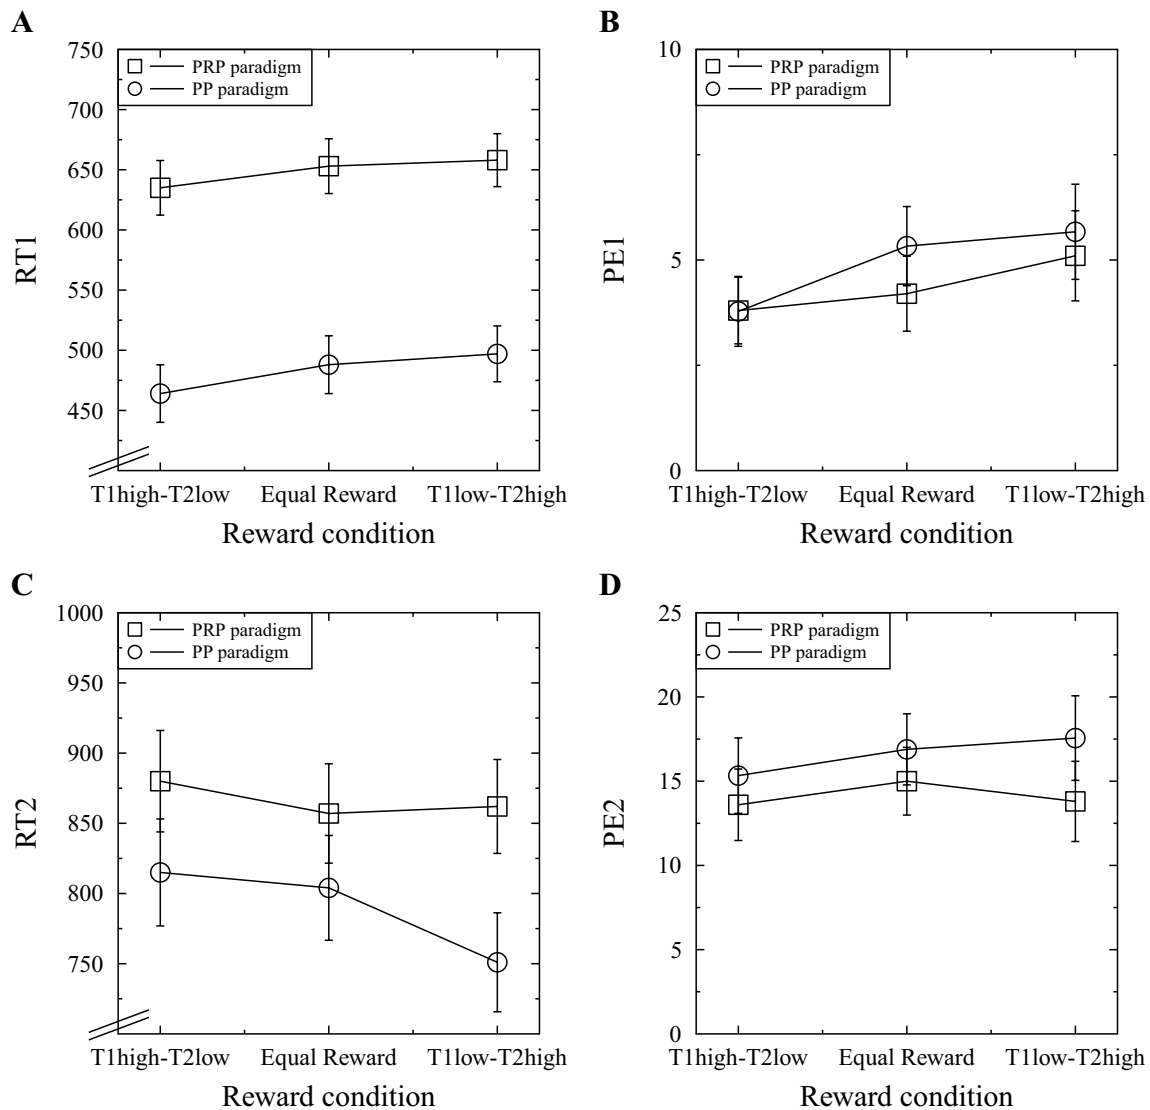 A
750
700
650
600
550
500
450
RT1
PRP paradigm
PP paradigm
T1high-T2low
Equal Reward
T1low-T2high
Reward condition
B
10
5
0
PE1
PRP paradigm
PP paradigm
T1high-T2low
Equal Reward
T1low-T2high
Reward condition
C
1000
950
900
850
800
750
RT2
PRP paradigm
PP paradigm
T1high-T2low
Equal Reward
T1low-T2high
Reward condition
D
25
20
15
10
5
0
PE2
PRP paradigm
PP paradigm
T1high-T2low
Equal Reward
T1low-T2high
Reward condition